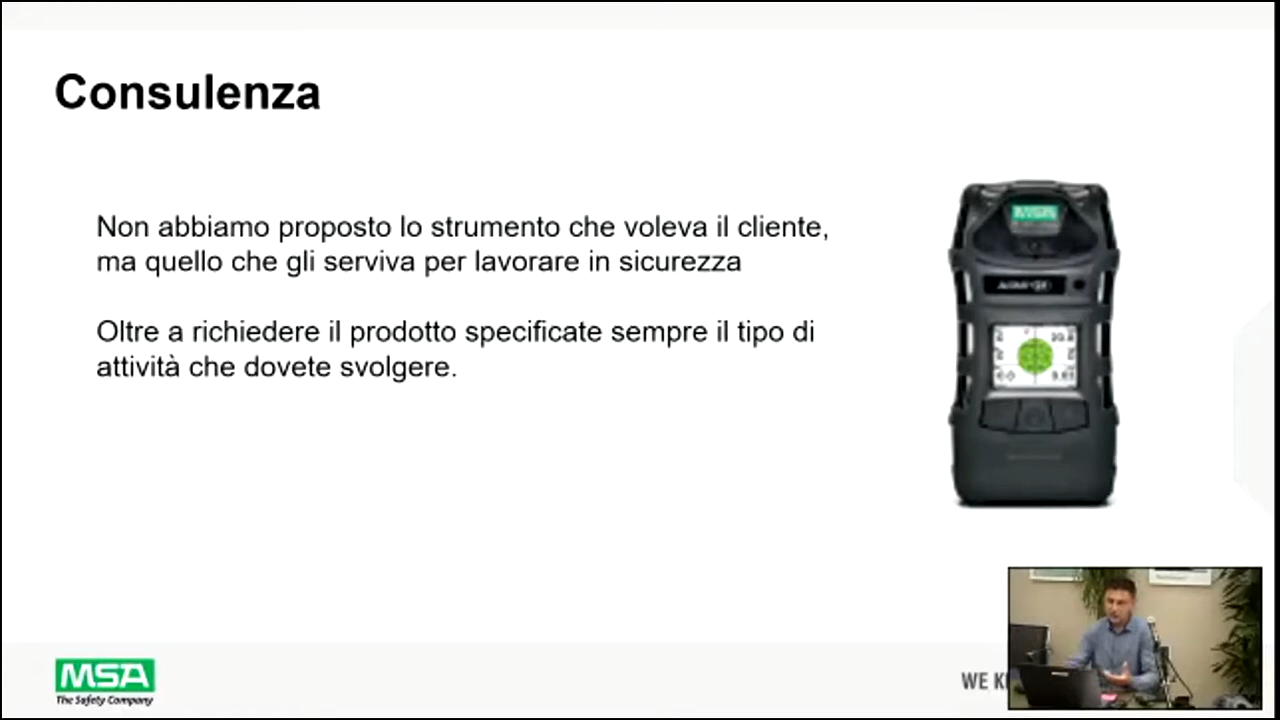 Consulenza
Non abbiamo proposto lo strumento che voleva il cliente,
ma quello che gli serviva per lavorare in sicurezza
Oltre a richiedere il prodotto specificate sempre il tipo di
attività che dovete svolgere.
MSA
The Safety Company
WE